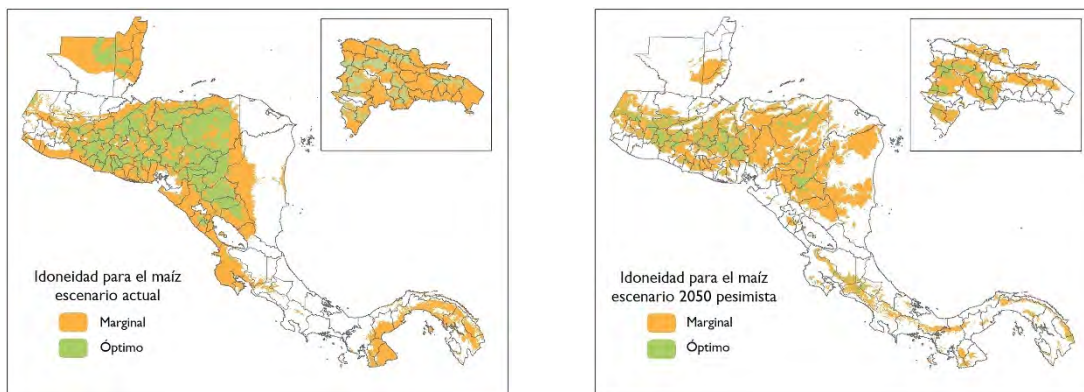 Idoneidad para el maíz
escenario actual
Marginal
Óptimo
Idoneidad para el maíz
escenario 2050 pesimista
Marginal
Óptimo